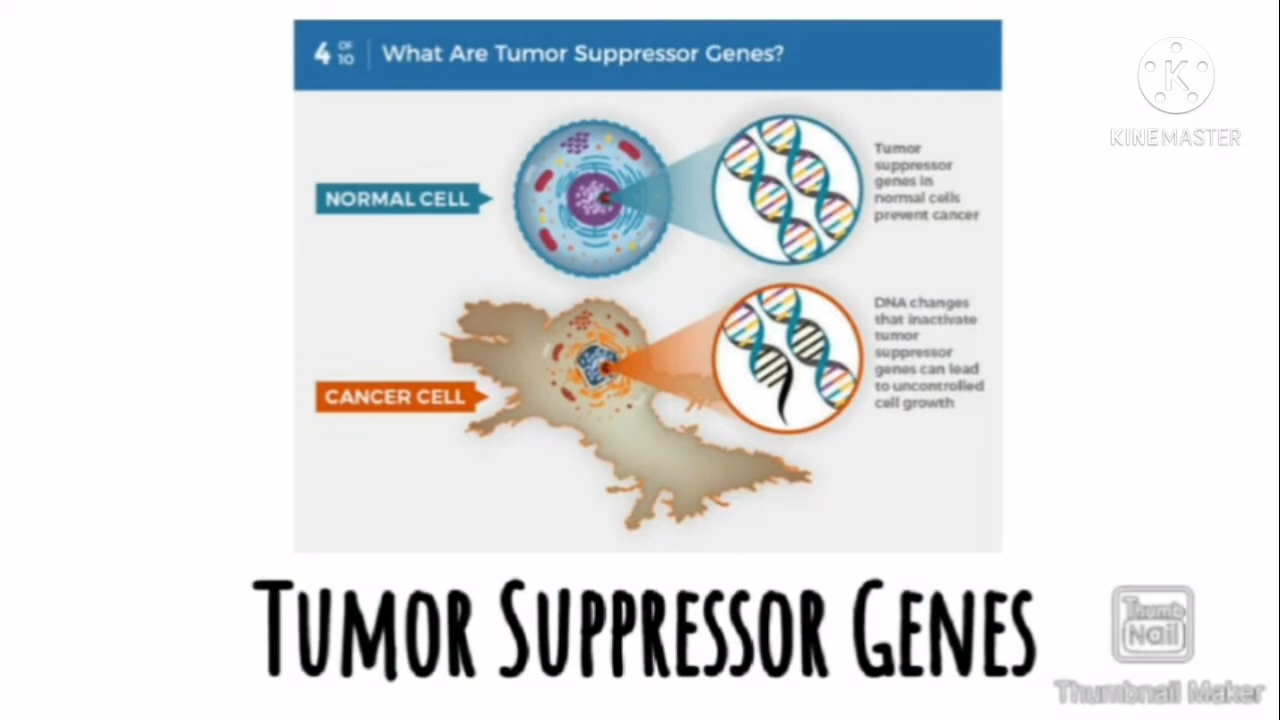 4 OF 10 What Are Tumor Suppressor Genes?
K
KINEMASTER
NORMAL CELL
Tumor
suppressor
genes in
normal cells
prevent cancer
CANCER CELL
DNA changes
that inactivate
tumor
suppressor
genes can lead
to uncontrolled
cell growth
TUMOR SUPPRESSOR GENES
Thumb
Nail
Thumbnail Maker